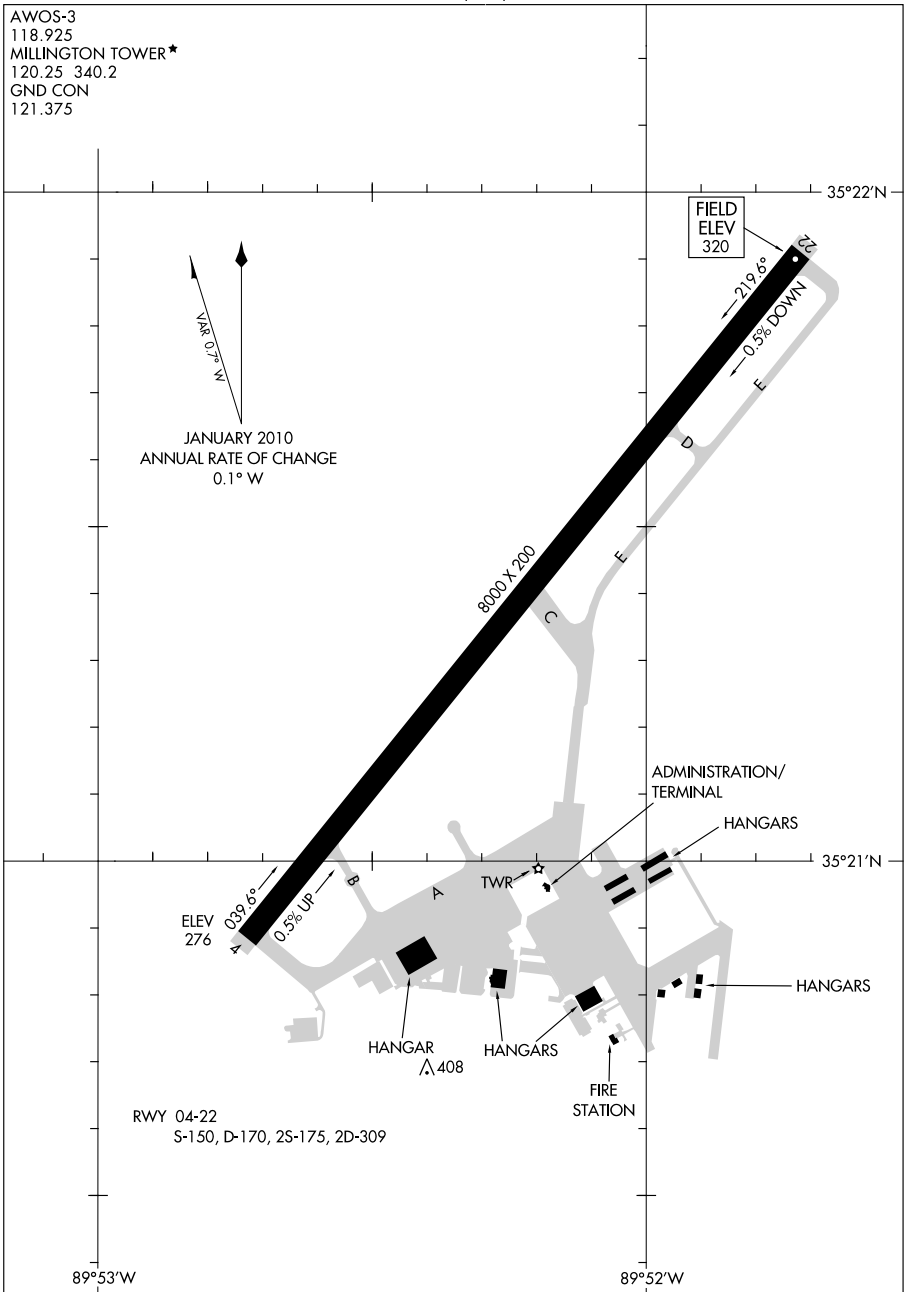 AWOS-3
118.925
MILLINGTON TOWER★
120.25 340.2
GND CON
121.375
35°22'N
FIELD
ELEV
320
22
219.6°
0.5% DOWN
VAR 0.7° W
E
JANUARY 2010
ANNUAL RATE OF CHANGE
0.1° W
D
E
8000 X 200
C
ADMINISTRATION/
TERMINAL
HANGARS
35°21'N
TWR
B
A
039.6°
0.5% UP
ELEV
276
4
HANGARS
HANGAR
HANGARS
408
FIRE
STATION
RWY 04-22
S-150, D-170, 2S-175, 2D-309
89°53'W
89°52'W